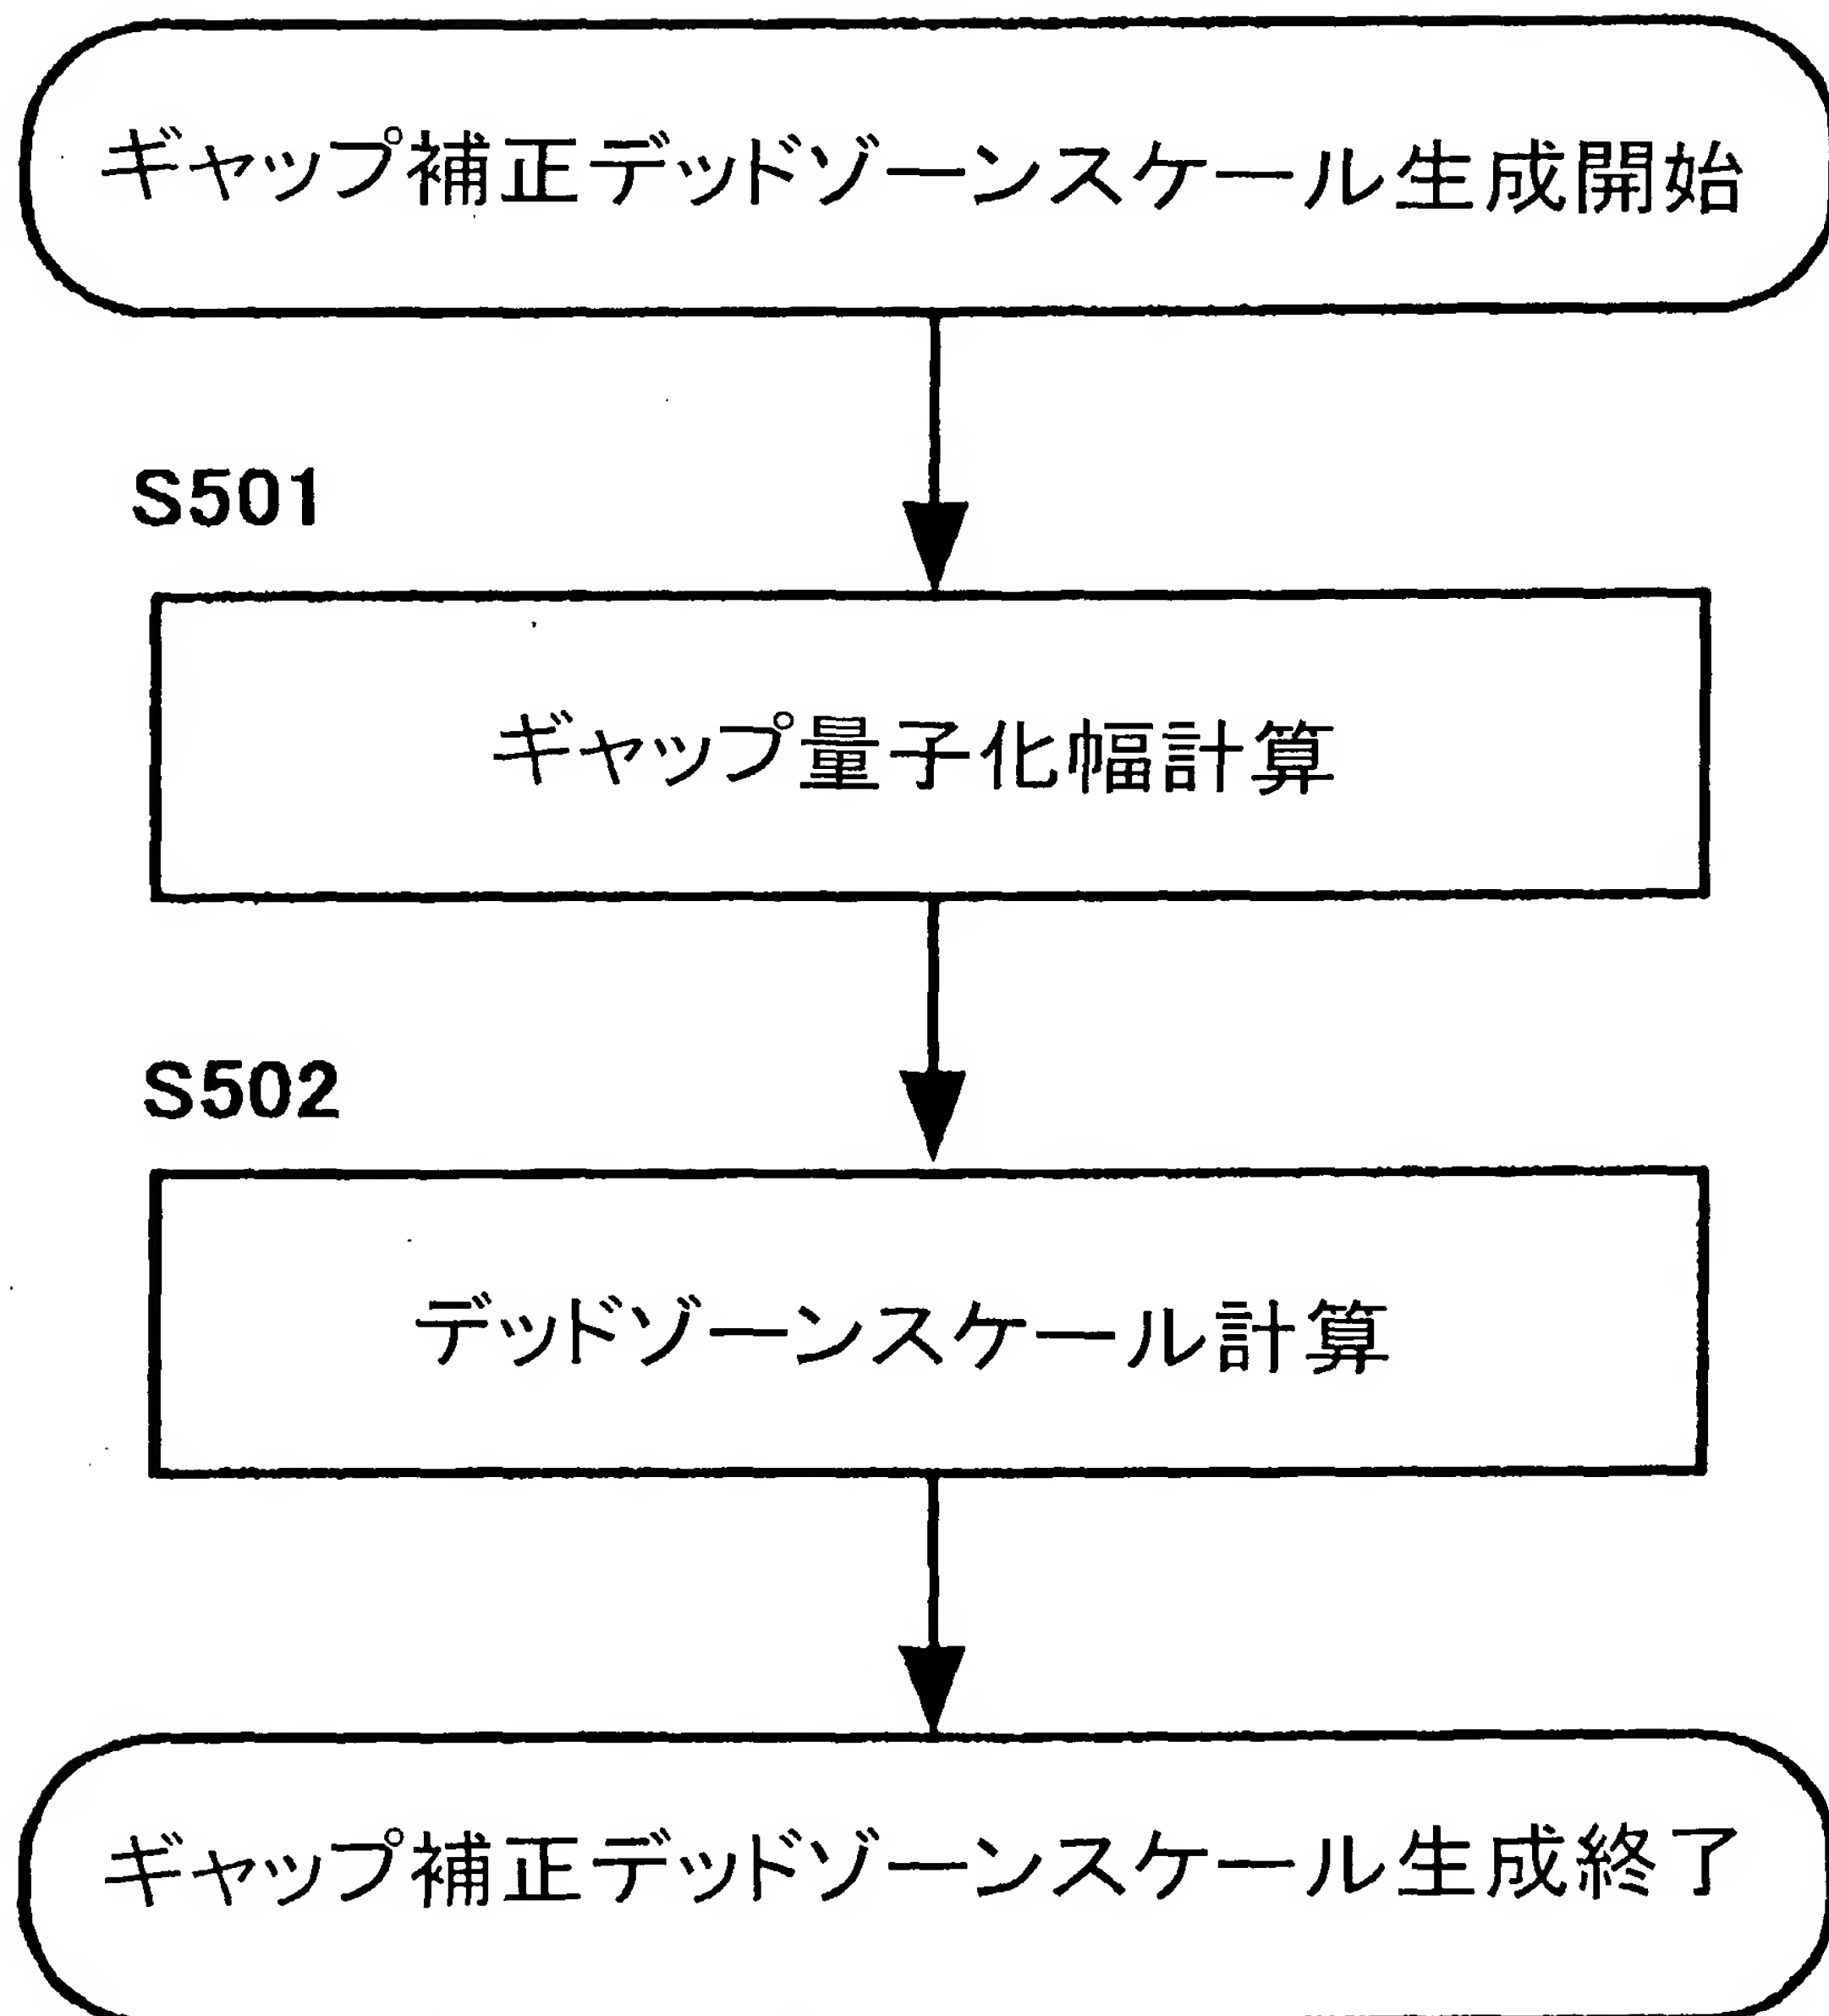 ギャップ補正デッドゾーンスケール生成開始
S501
ギャップ量子化幅計算
S502
デッドゾーンスケール計算
ギャップ補正デッドゾーンスケール生成終了